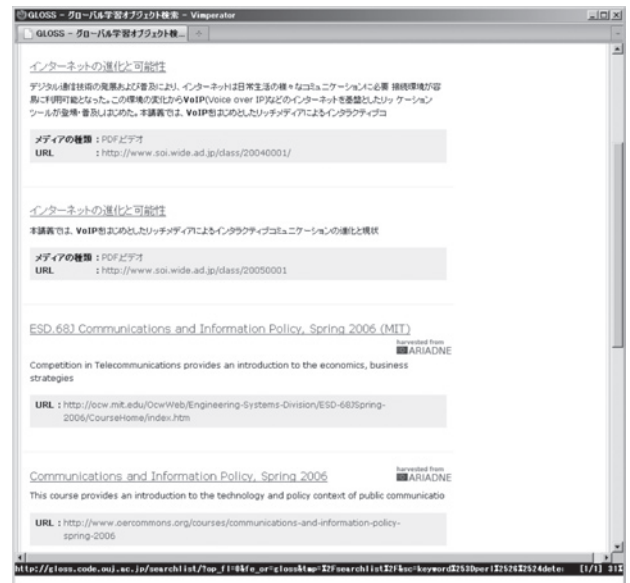 GLOSS - グローバル学習オブジェクト検索 - Vimperator
GLOSS - グローバル学習オブジェクト検...
インターネットの進化と可能性
デジタル通信技術の発展および普及により、インターネットは日常生活の様々なコミュニケーションに必要 接続環境が容
易に利用可能となった。この環境の変化からVoIP(Voice over IP)などのインターネットを基盤としたリッ ケーション
ツールが登場・普及しはじめた。本講義では、VoIPをはじめとしたリッチメディアによるインタラクティブコ
メディアの種類 : PDF,ビデオ
URL : http://www.soi.wide.ad.jp/class/20040001/
インターネットの進化と可能性
本講義では、VoIPをはじめとしたリッチメディアによるインタラクティブコミュニケーションの進化と現状
メディアの種類 : PDF,ビデオ
URL : http://www.soi.wide.ad.jp/class/20050001
ESD.68J Communications and Information Policy, Spring 2006 (MIT)
harvested from
ARIADNE
Competition in Telecommunications provides an introduction to the economics, business
strategies
URL : http://ocw.mit.edu/OcwWeb/Engineering-Systems-Division/ESD-68JSpring-
2006/CourseHome/index.htm
harvested from
Communications and Information Policy, Spring 2006 ARIADNE
This course provides an introduction to the technology and policy context of public communicatio
URL : http://www.oercommons.org/courses/communications-and-information-policy-
spring-2006
[1/1] 31%